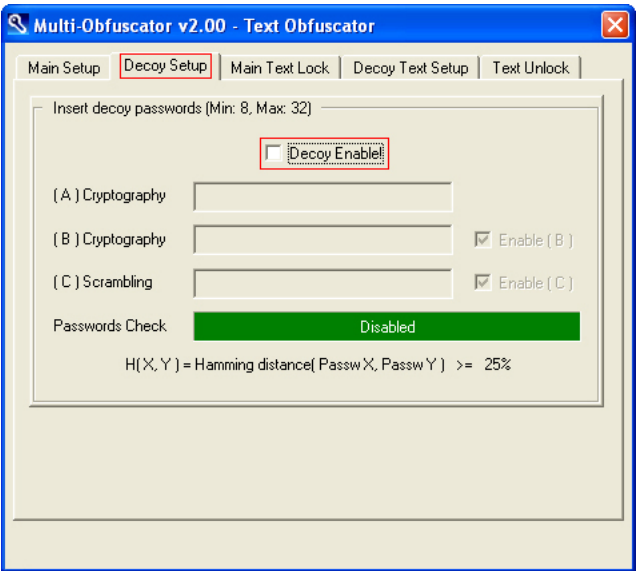 Multi-Obfuscator v2.00 - Text Obfuscator
Main Setup Decoy Setup Main Text Lock Decoy Text Setup Text Unlock
Insert decoy passwords (Min: 8, Max: 32)
Decoy Enable!
( A ) Cryptography
( B ) Cryptography Enable ( B )
( C ) Scrambling Enable ( C )
Passwords Check Disabled
H( X, Y ) = Hamming distance( Passw X, Passw Y ) >= 25%